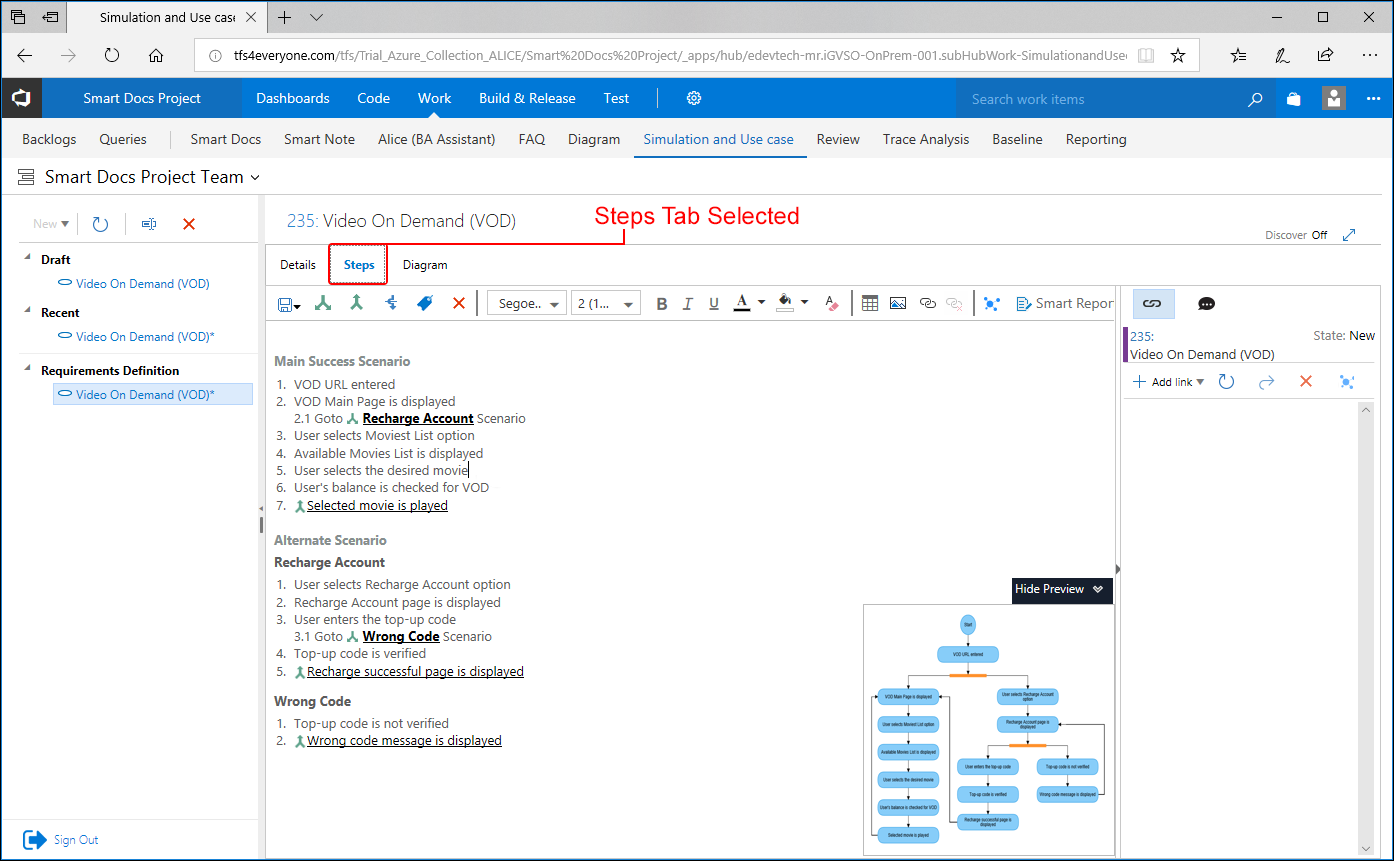 Simulation and Use case
tfs4everyone.com/tfs/Trial_Azure_Collection_ALICE/Smart%20Docs%20Project/_apps/hub/edevtech-mr.iGVSO-OnPrem-001.subHubWork-SimulationandUsec
Smart Docs Project Dashboards Code Work Build & Release Test Search work items
Backlogs Queries Smart Docs Smart Note Alice (BA Assistant) FAQ Diagram Simulation and Use case Review Trace Analysis Baseline Reporting
Smart Docs Project Team
New
Draft
Video On Demand (VOD)
Recent
Video On Demand (VOD)*
Requirements Definition
Video On Demand (VOD)*
Sign Out
235: Video On Demand (VOD)
Steps Tab Selected
Discover Off
Details Steps Diagram
Segoe.. 2 (1... B I U A Smart Repor
Main Success Scenario
1. VOD URL entered
2. VOD Main Page is displayed
2.1 Goto Recharge Account Scenario
3. User selects Moviest List option
4. Available Movies List is displayed
5. User selects the desired movie
6. User's balance is checked for VOD
7. Selected movie is played
Alternate Scenario
Recharge Account
1. User selects Recharge Account option
2. Recharge Account page is displayed
3. User enters the top-up code
3.1 Goto Wrong Code Scenario
4. Top-up code is verified
5. Recharge successful page is displayed
Wrong Code
1. Top-up code is not verified
2. Wrong code message is displayed
Hide Preview
Start
VOD URL entered
VOD Main Page is displayed
User selects Recharge Account
option
User selects Moviest List option
Recharge Account page is
displayed
Available Movies List is displayed
User enters the top-up code
Top-up code is not verified
User selects the desired movie
Top-up code is verified
Wrong code message is displayed
User's balance is checked for VOD
Recharge successful page is
displayed
Selected movie is played
235:
State: New
Video On Demand (VOD)
Add link